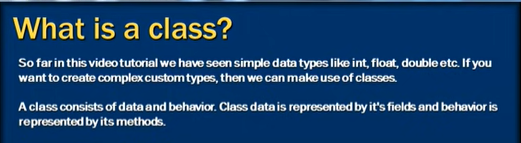 What is a class?
So far in this video tutorial we have seen simple data types like int, float, double etc. If you
want to create complex custom types, then we can make use of classes.
A class consists of data and behavior. Class data is represented by it's fields and behavior is
represented by its methods.